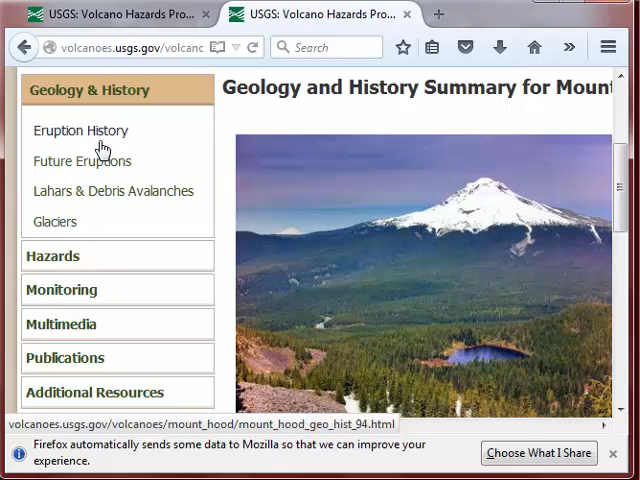 USGS: Volcano Hazards Pro...
USGS: Volcano Hazards Pro...
volcanoes.usgs.gov/volcanc
Search
Geology & History
Eruption History
Future Eruptions
Lahars & Debris Avalanches
Glaciers
Hazards
Monitoring
Multimedia
Publications
Additional Resources
Geology and History Summary for Mount
volcanoes.usgs.gov/volcanoes/mount_hood/mount_hood_geo_hist_94.html
Firefox automatically sends some data to Mozilla so that we can improve your
experience.
Choose What I Share